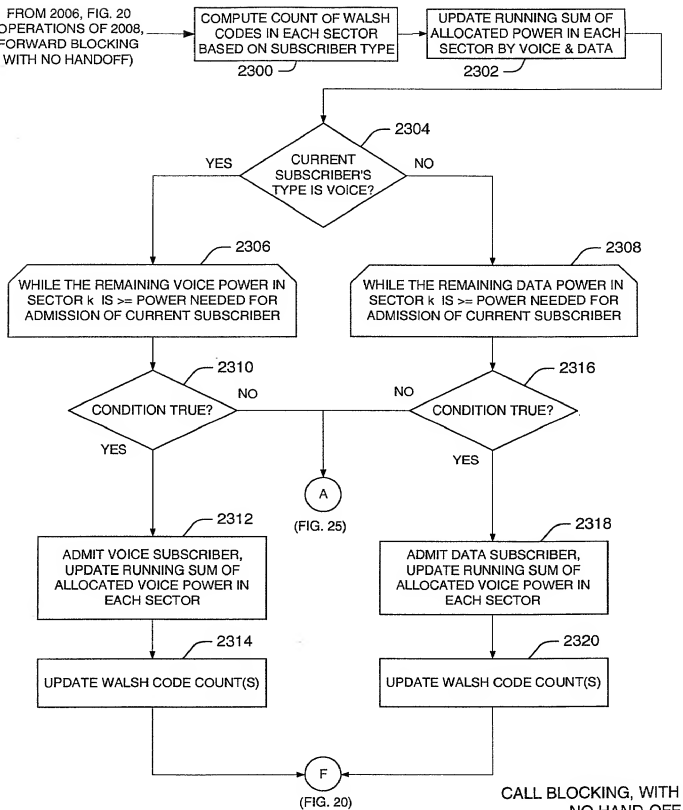 FROM 2006, FIG. 20
OPERATIONS OF 2008,
FORWARD BLOCKING
WITH NO HANDOFF)
COMPUTE COUNT OF WALSH
CODES IN EACH SECTOR
BASED ON SUBSCRIBER TYPE
2300
UPDATE RUNNING SUM OF
ALLOCATED POWER IN EACH
SECTOR BY VOICE & DATA
2302
2304
YES
CURRENT
SUBSCRIBER'S
TYPE IS VOICE?
NO
2306
WHILE THE REMAINING VOICE POWER IN
SECTOR k IS >= POWER NEEDED FOR
ADMISSION OF CURRENT SUBSCRIBER
2308
WHILE THE REMAINING DATA POWER IN
SECTOR k IS >= POWER NEEDED FOR
ADMISSION OF CURRENT SUBSCRIBER
2310
CONDITION TRUE?
NO
YES
2316
NO
CONDITION TRUE?
YES
A
(FIG. 25)
2312
ADMIT VOICE SUBSCRIBER,
UPDATE RUNNING SUM OF
ALLOCATED VOICE POWER IN
EACH SECTOR
2318
ADMIT DATA SUBSCRIBER,
UPDATE RUNNING SUM OF
ALLOCATED VOICE POWER IN
EACH SECTOR
2314
UPDATE WALSH CODE COUNT(S)
2320
UPDATE WALSH CODE COUNT(S)
F
(FIG. 20)
CALL BLOCKING, WITH
NO HAND-OFF